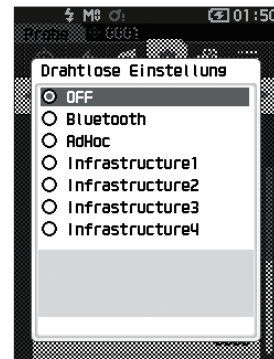 M 01:50
Probe 0001
Drahtlose Einstellung
OFF
Bluetooth
AdHoc
Infrastructure1
Infrastructure2
Infrastructure3
Infrastructure4